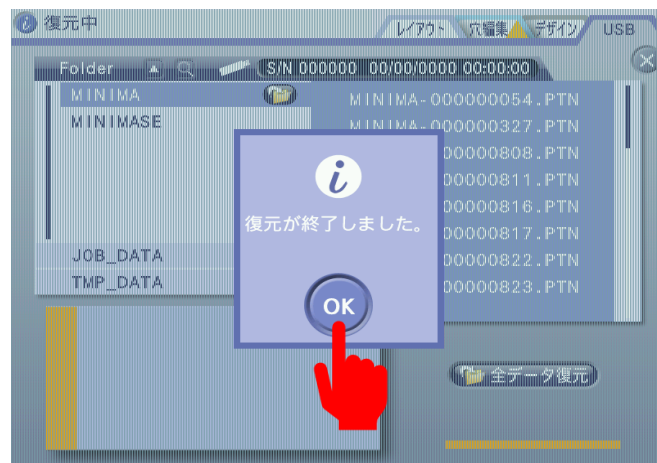 復元中
レイアウト 穴編集 デザイン USB
Folder S/N 000000 00/00/0000 00:00:00
MINIMA
MINIMASE
JOB_DATA
TMP_DATA
MINIMA-000000054.PTN
MINIMA-000000327.PTN
00000808.PTN
00000811.PTN
00000816.PTN
00000817.PTN
00000822.PTN
00000823.PTN
i
復元が終了しました。
OK
全データ復元